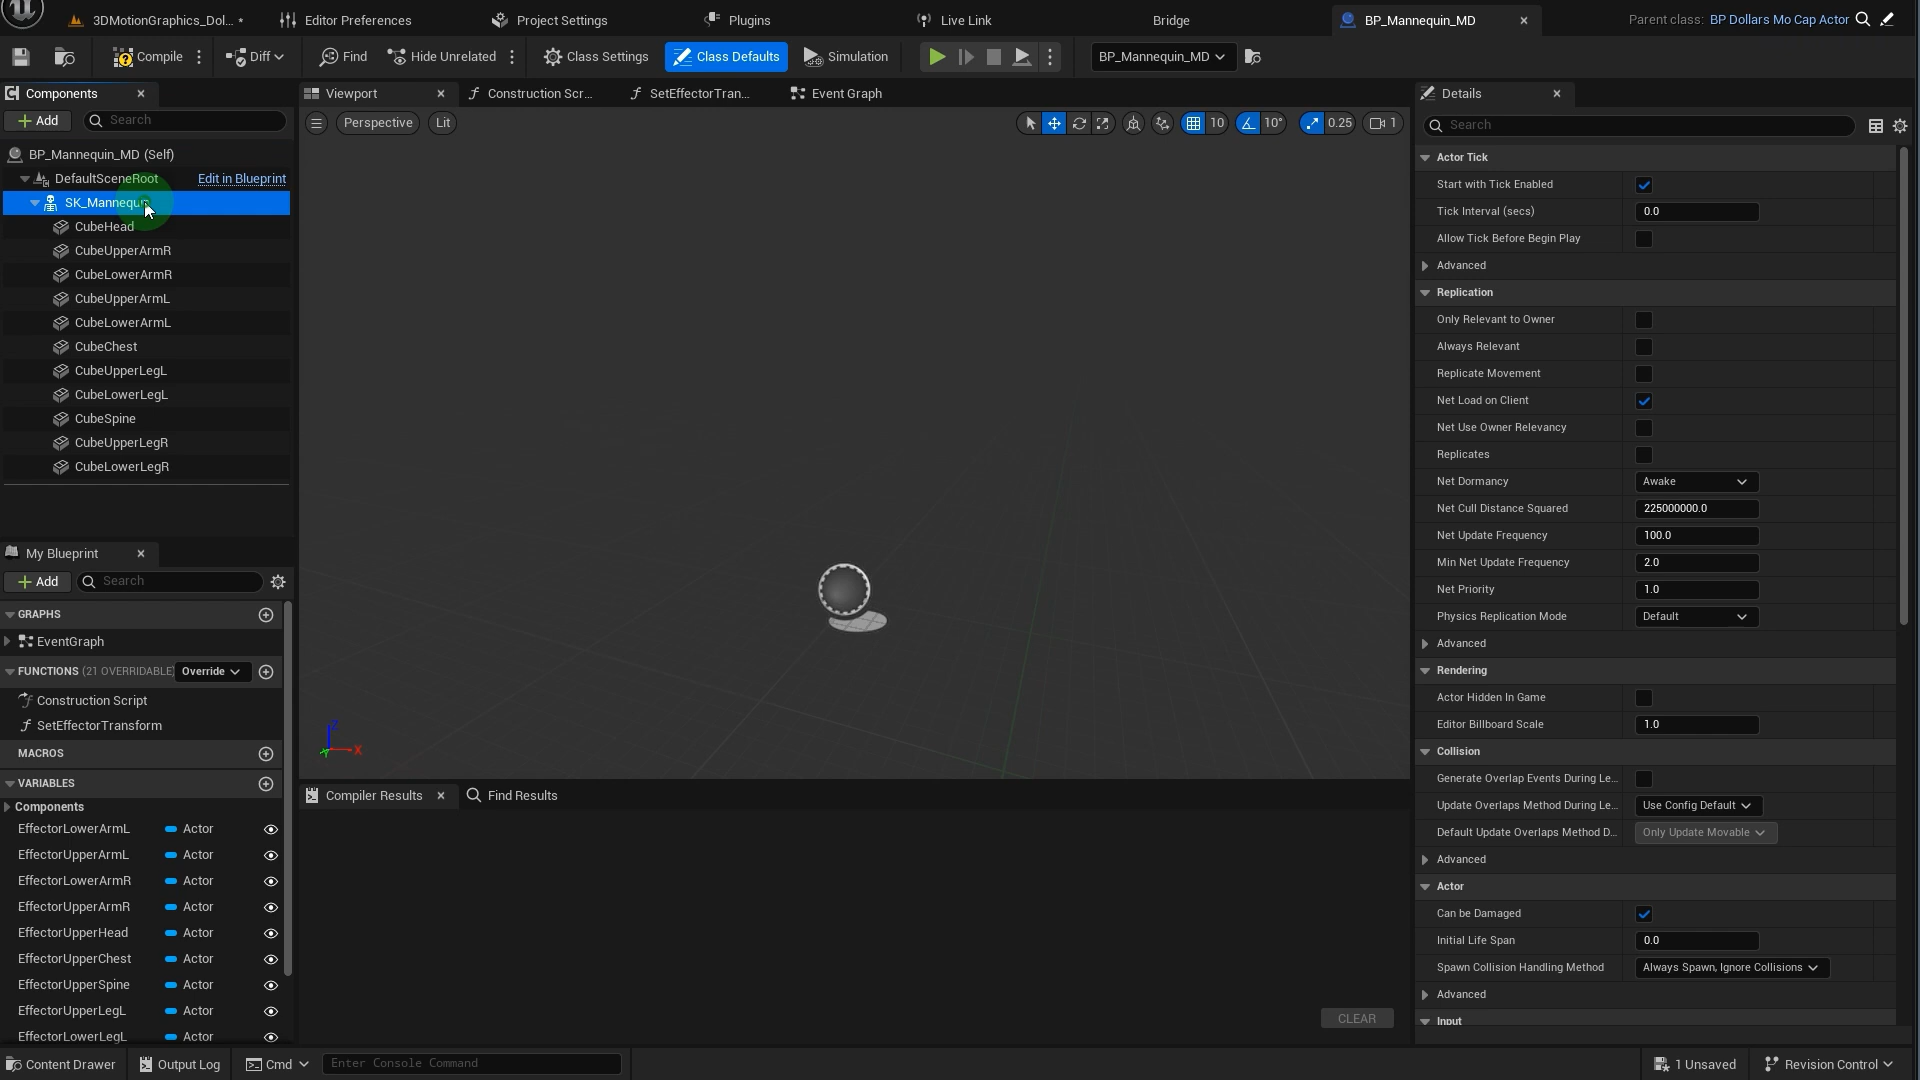 3DMotionGraphics_Dol... •
Editor Preferences
Project Settings
Plugins
Live Link
Bridge
BP_Mannequin_MD
Parent class: BP Dollars Mo Cap Actor
Compile
Diff
Find
Hide Unrelated
Class Settings
Class Defaults
Simulation
BP_Mannequin_MD
Components
Viewport
Construction Scr...
SetEffectorTran...
Event Graph
Details
Add
Search
Perspective
Lit
10
10°
0.25
1
Search
BP_Mannequin_MD (Self)
DefaultSceneRoot
Edit in Blueprint
CubeHead
CubeUpperArmR
CubeLowerArmR
CubeUpperArmL
CubeLowerArmL
CubeChest
CubeUpperLegL
CubeLowerLegL
CubeSpine
CubeUpperLegR
CubeLowerLegR
My Blueprint
Add
Search
GRAPHS
EventGraph
FUNCTIONS (21 OVERRIDABLE)
Override
Construction Script
SetEffectorTransform
MACROS
VARIABLES
Components
EffectorLowerArmL Actor
EffectorUpperArmL Actor
EffectorLowerArmR Actor
EffectorUpperArmR Actor
EffectorUpperHead Actor
EffectorUpperChest Actor
EffectorUpperSpine Actor
EffectorUpperLegL Actor
EffectorLowerLegL Actor
Z
Y
X
Compiler Results
Find Results
CLEAR
Actor Tick
Start with Tick Enabled
Tick Interval (secs) 0.0
Allow Tick Before Begin Play
Advanced
Replication
Only Relevant to Owner
Always Relevant
Replicate Movement
Net Load on Client
Net Use Owner Relevancy
Replicates
Net Dormancy Awake
Net Cull Distance Squared 225000000.0
Net Update Frequency 100.0
Min Net Update Frequency 2.0
Net Priority 1.0
Physics Replication Mode Default
Advanced
Rendering
Actor Hidden In Game
Editor Billboard Scale 1.0
Collision
Generate Overlap Events During Le...
Update Overlaps Method During Le... Use Config Default
Default Update Overlaps Method D... Only Update Movable
Advanced
Actor
Can be Damaged
Initial Life Span 0.0
Spawn Collision Handling Method Always Spawn, Ignore Collisions
Advanced
Input
Content Drawer
Output Log
Cmd
Enter Console Command
1 Unsaved
Revision Control